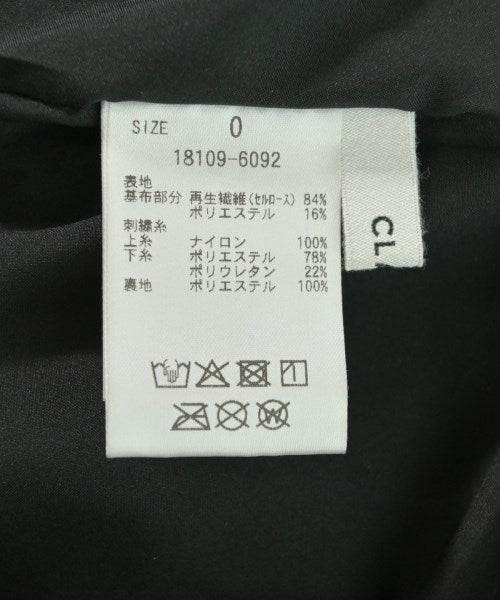 SIZE 0
18109-6092
表地
基布部分 再生繊維(セルロース) 84%
ポリエステル 16%
刺繍糸
上糸 ナイロン 100%
下糸 ポリエステル 78%
ポリウレタン 22%
裏地 ポリエステル 100%
W
CL